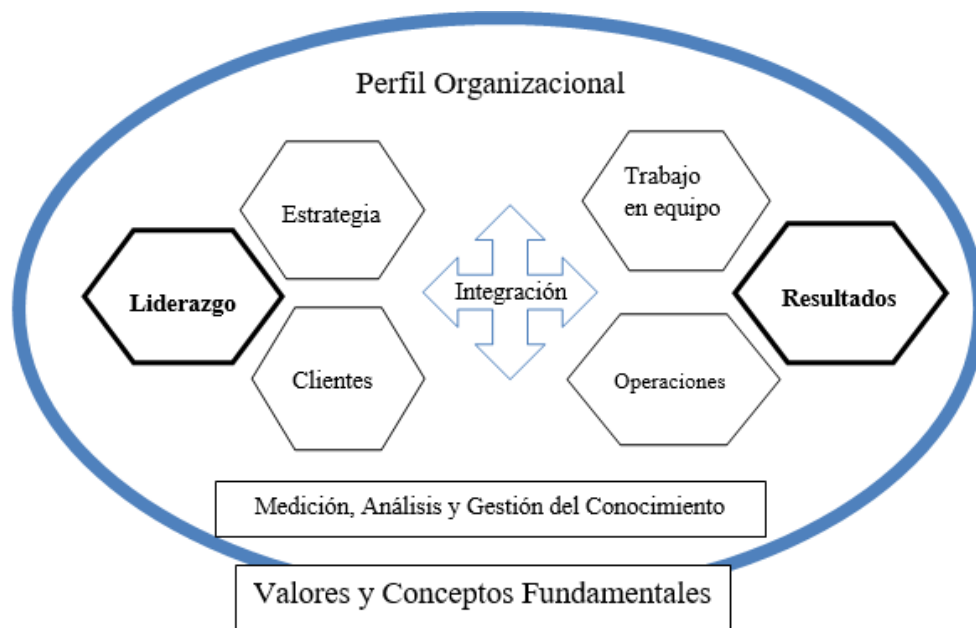 Perfil Organizacional
Estrategia
Liderazgo
Clientes
Integración
Trabajo
en equipo
Resultados
Operaciones
Medición, Análisis y Gestión del Conocimiento
Valores y Conceptos Fundamentales